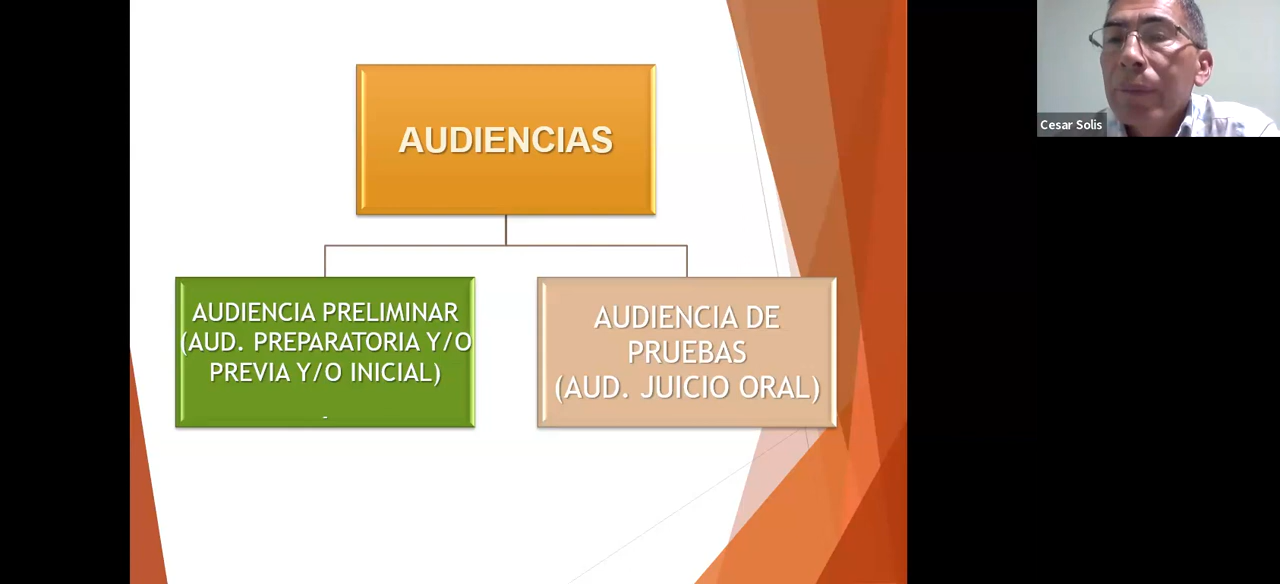 AUDIENCIAS
AUDIENCIA PRELIMINAR
(AUD. PREPARATORIA Y/O
PREVIA Y/O INICIAL)
-
AUDIENCIA DE
PRUEBAS
(AUD. JUICIO ORAL)
Cesar Solis